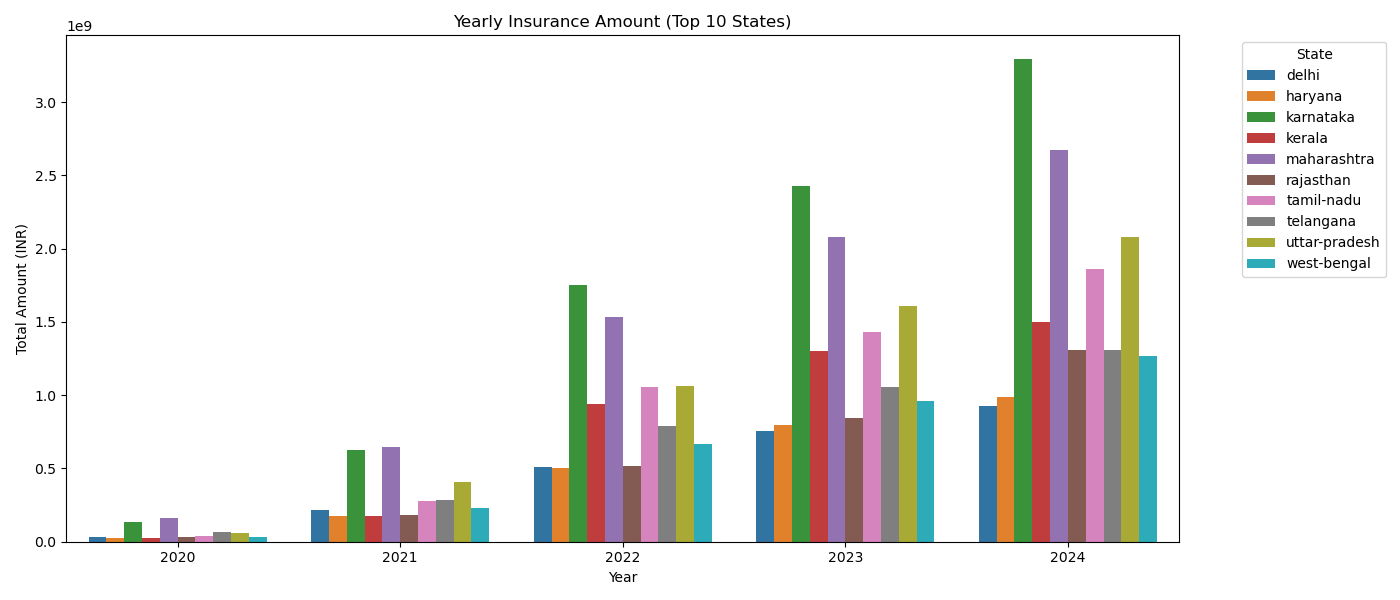 Yearly Insurance Amount (Top 10 States)
1e9
3.0
2.5
2.0
1.5
1.0
0.5
0.0
Total Amount (INR)
2020
2021
2022
2023
2024
Year
State
delhi
haryana
karnataka
kerala
maharashtra
rajasthan
tamil-nadu
telangana
uttar-pradesh
west-bengal